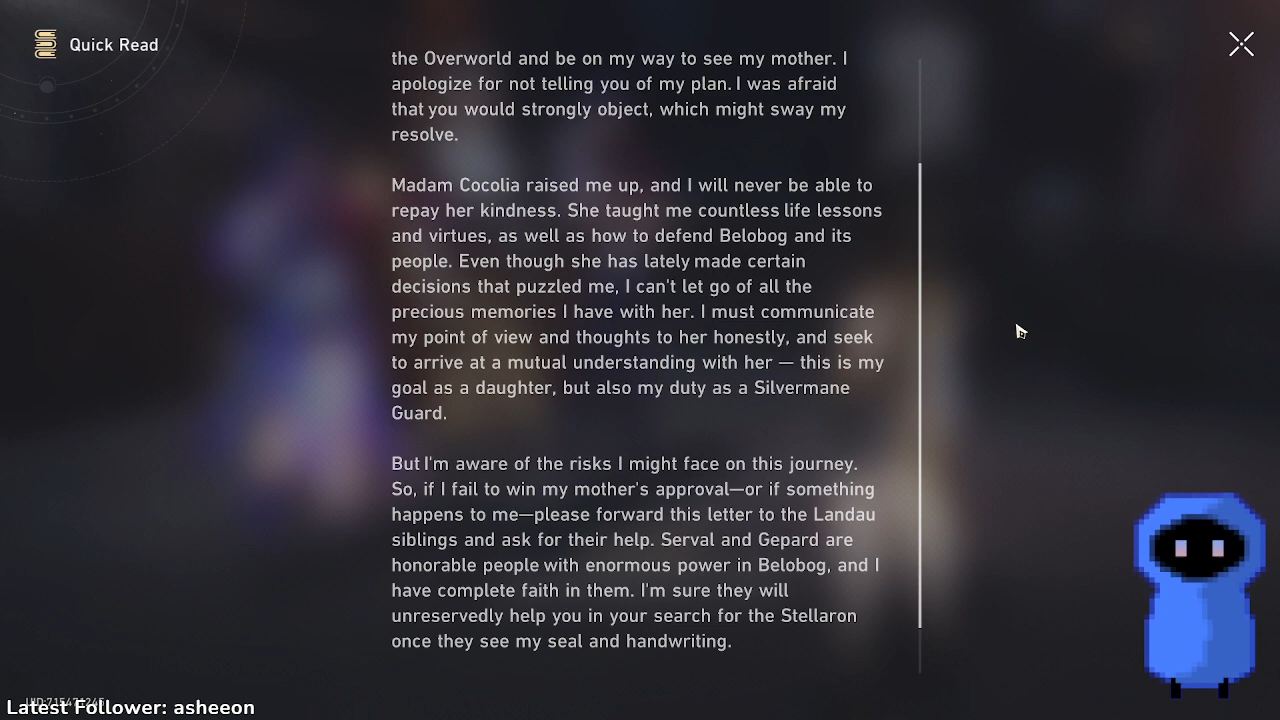 Quick Read
the Overworld and be on my way to see my mother. I
apologize for not telling you of my plan. I was afraid
that you would strongly object, which might sway my
resolve.
Madam Cocolia raised me up, and I will never be able to
repay her kindness. She taught me countless life lessons
and virtues, as well as how to defend Belobog and its
people. Even though she has lately made certain
decisions that puzzled me, I can't let go of all the
precious memories I have with her. I must communicate
my point of view and thoughts to her honestly, and seek
to arrive at a mutual understanding with her — this is my
goal as a daughter, but also my duty as a Silvermane
Guard.
But I'm aware of the risks I might face on this journey.
So, if I fail to win my mother's approval—or if something
happens to me—please forward this letter to the Landau
siblings and ask for their help. Serval and Gepard are
honorable people with enormous power in Belobog, and I
have complete faith in them. I'm sure they will
unreservedly help you in your search for the Stellaron
once they see my seal and handwriting.
Latest Follower: asheeon